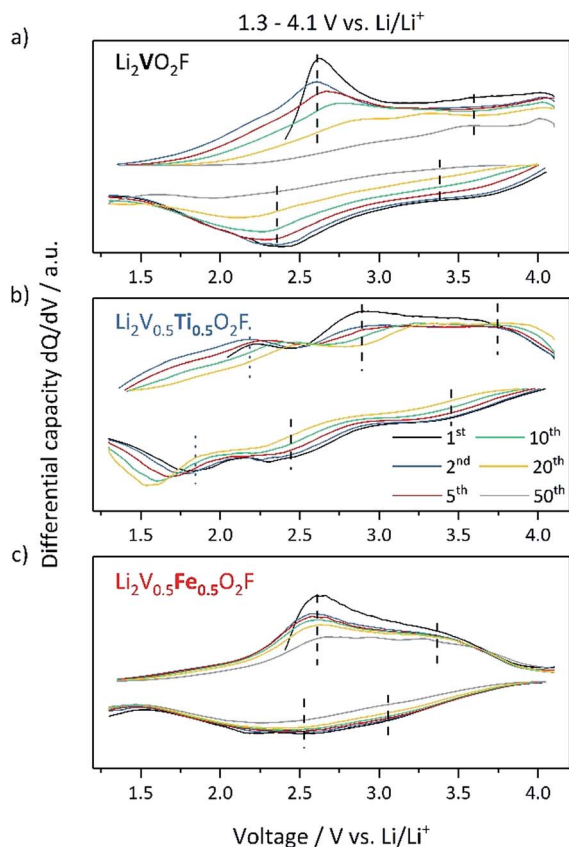 1.3 - 4.1 V vs. Li/Li⁺
a)
Li₂VO₂F
1.5 2.0 2.5 3.0 3.5 4.0
b)
Li₂V₀.₅Ti₀.₅O₂F
1st 10th
2nd 20th
5th 50th
1.5 2.0 2.5 3.0 3.5 4.0
c)
Li₂V₀.₅Fe₀.₅O₂F
1.5 2.0 2.5 3.0 3.5 4.0
Differential capacity dQ/dV / a.u.
Voltage / V vs. Li/Li⁺